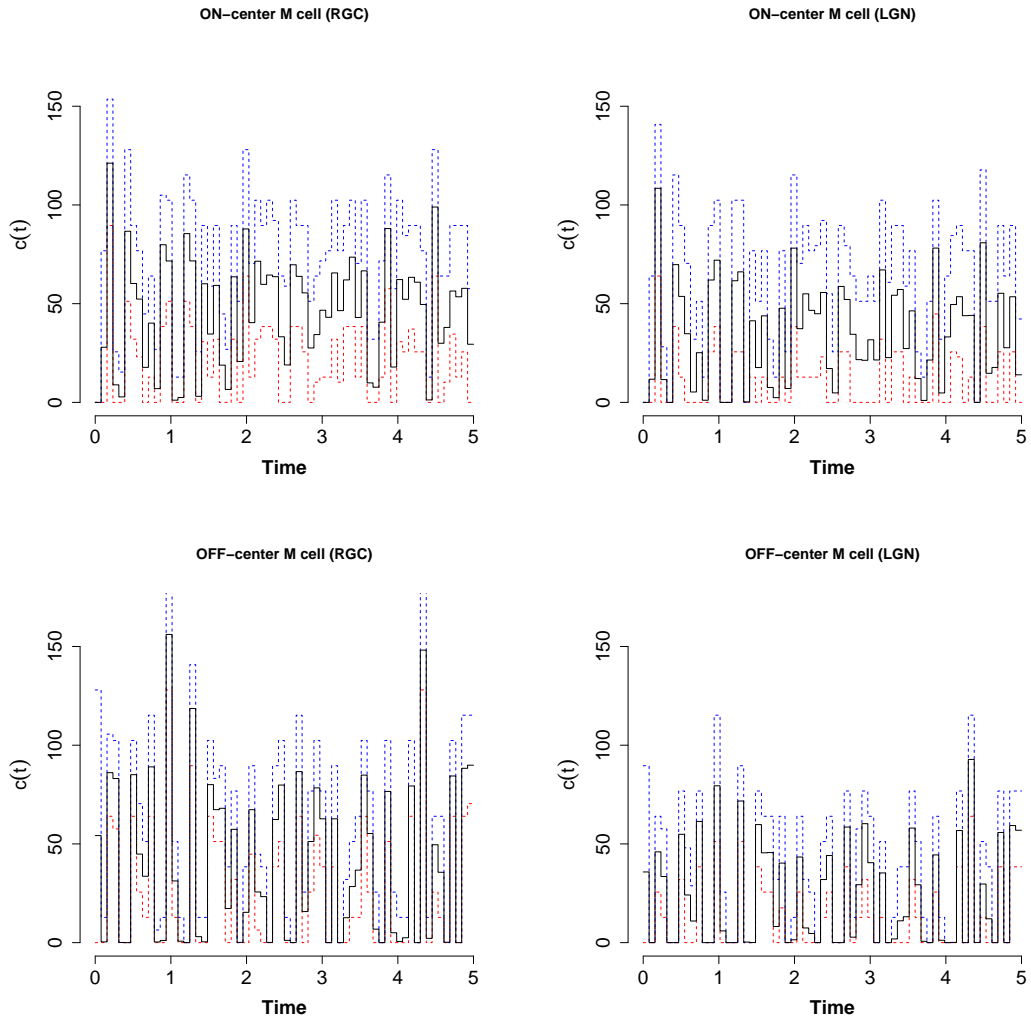 ON−center M cell (RGC)
c(t)
0 50 100 150
0 1 2 3 4 5
Time
ON−center M cell (LGN)
c(t)
0 50 100 150
0 1 2 3 4 5
Time
OFF−center M cell (RGC)
c(t)
0 50 100 150
0 1 2 3 4 5
Time
OFF−center M cell (LGN)
c(t)
0 50 100 150
0 1 2 3 4 5
Time